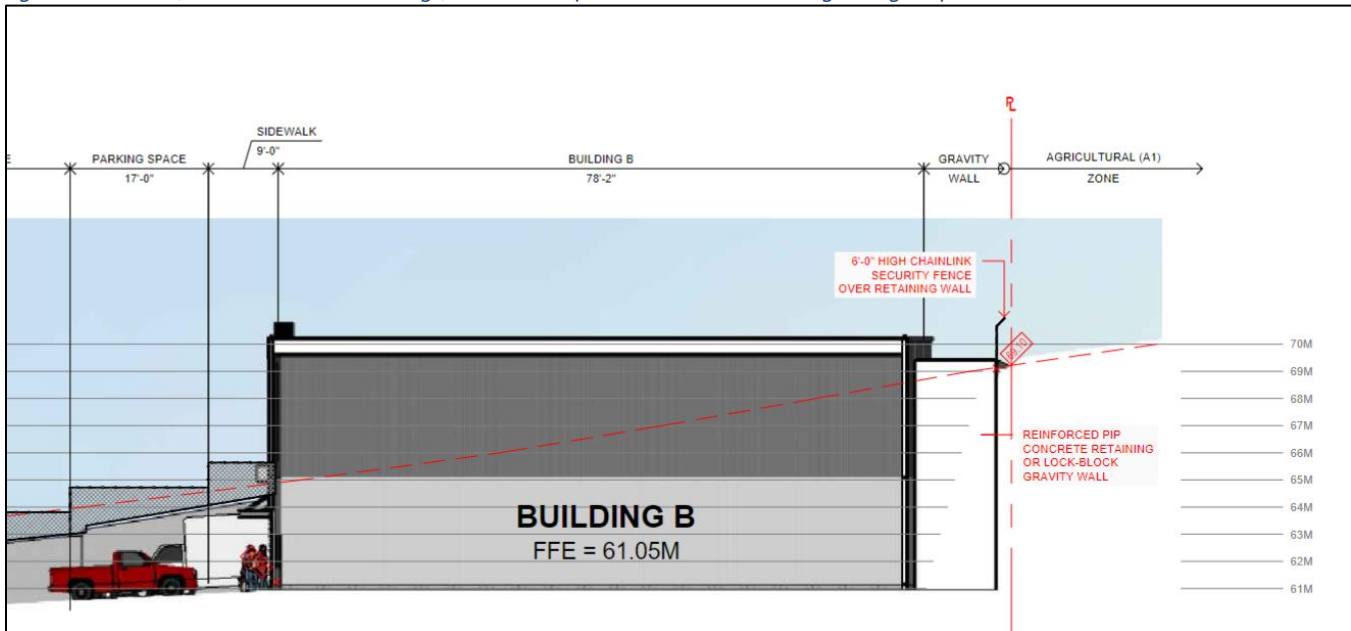 SIDEWALK
PARKING SPACE
9'-0"
BUILDING B
GRAVITY
AGRICULTURAL (A1)
17'-0"
78'-2"
WALL
ZONE
6'-0" HIGH CHAINLINK
SECURITY FENCE
OVER RETAINING WALL
69.10
70M
69M
68M
67M
REINFORCED PIP
CONCRETE RETAINING
OR LOCK-BLOCK
GRAVITY WALL
66M
65M
64M
63M
62M
61M
BUILDING B
FFE = 61.05M